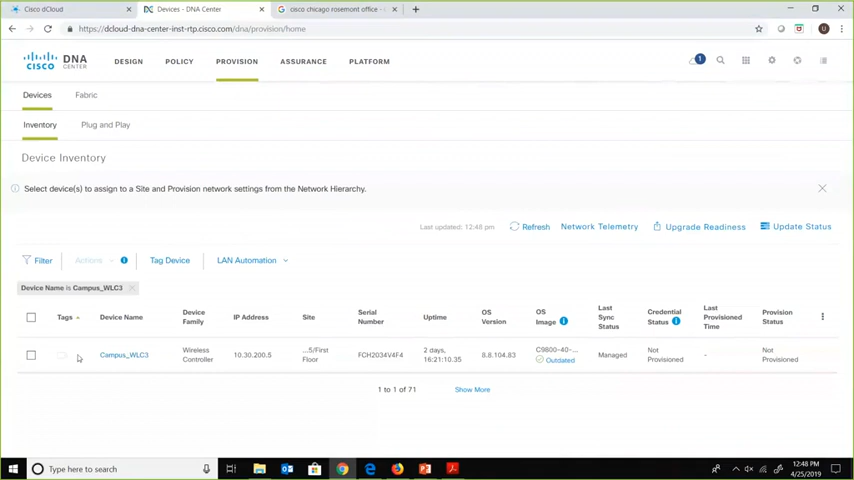 Cisco dCloud
Devices - DNA Center
cisco chicago rosemont office -
https://dcloud-dna-center-inst-rtp.cisco.com/dna/provision/home
U
CISCO DNA CENTER
DESIGN POLICY PROVISION ASSURANCE PLATFORM
1
Devices Fabric
Inventory Plug and Play
Device Inventory
Select device(s) to assign to a Site and Provision network settings from the Network Hierarchy.
Last updated: 12:48 pm Refresh Network Telemetry Upgrade Readiness Update Status
Filter Actions Tag Device LAN Automation
Device Name is Campus_WLC3
Tags Device Name Device Family IP Address Site Serial Number Uptime OS Version OS Image Last Sync Status Credential Status Last Provisioned Time Provision Status
Campus_WLC3 Wireless Controller 10.30.200.5 ...5/First Floor FCH2034V4F4 2 days, 16:21:10.35 8.8.104.83 C9800-40-... Outdated Managed Not Provisioned - Not Provisioned
1 to 1 of 71 Show More
Type here to search
12:48 PM
4/25/2019